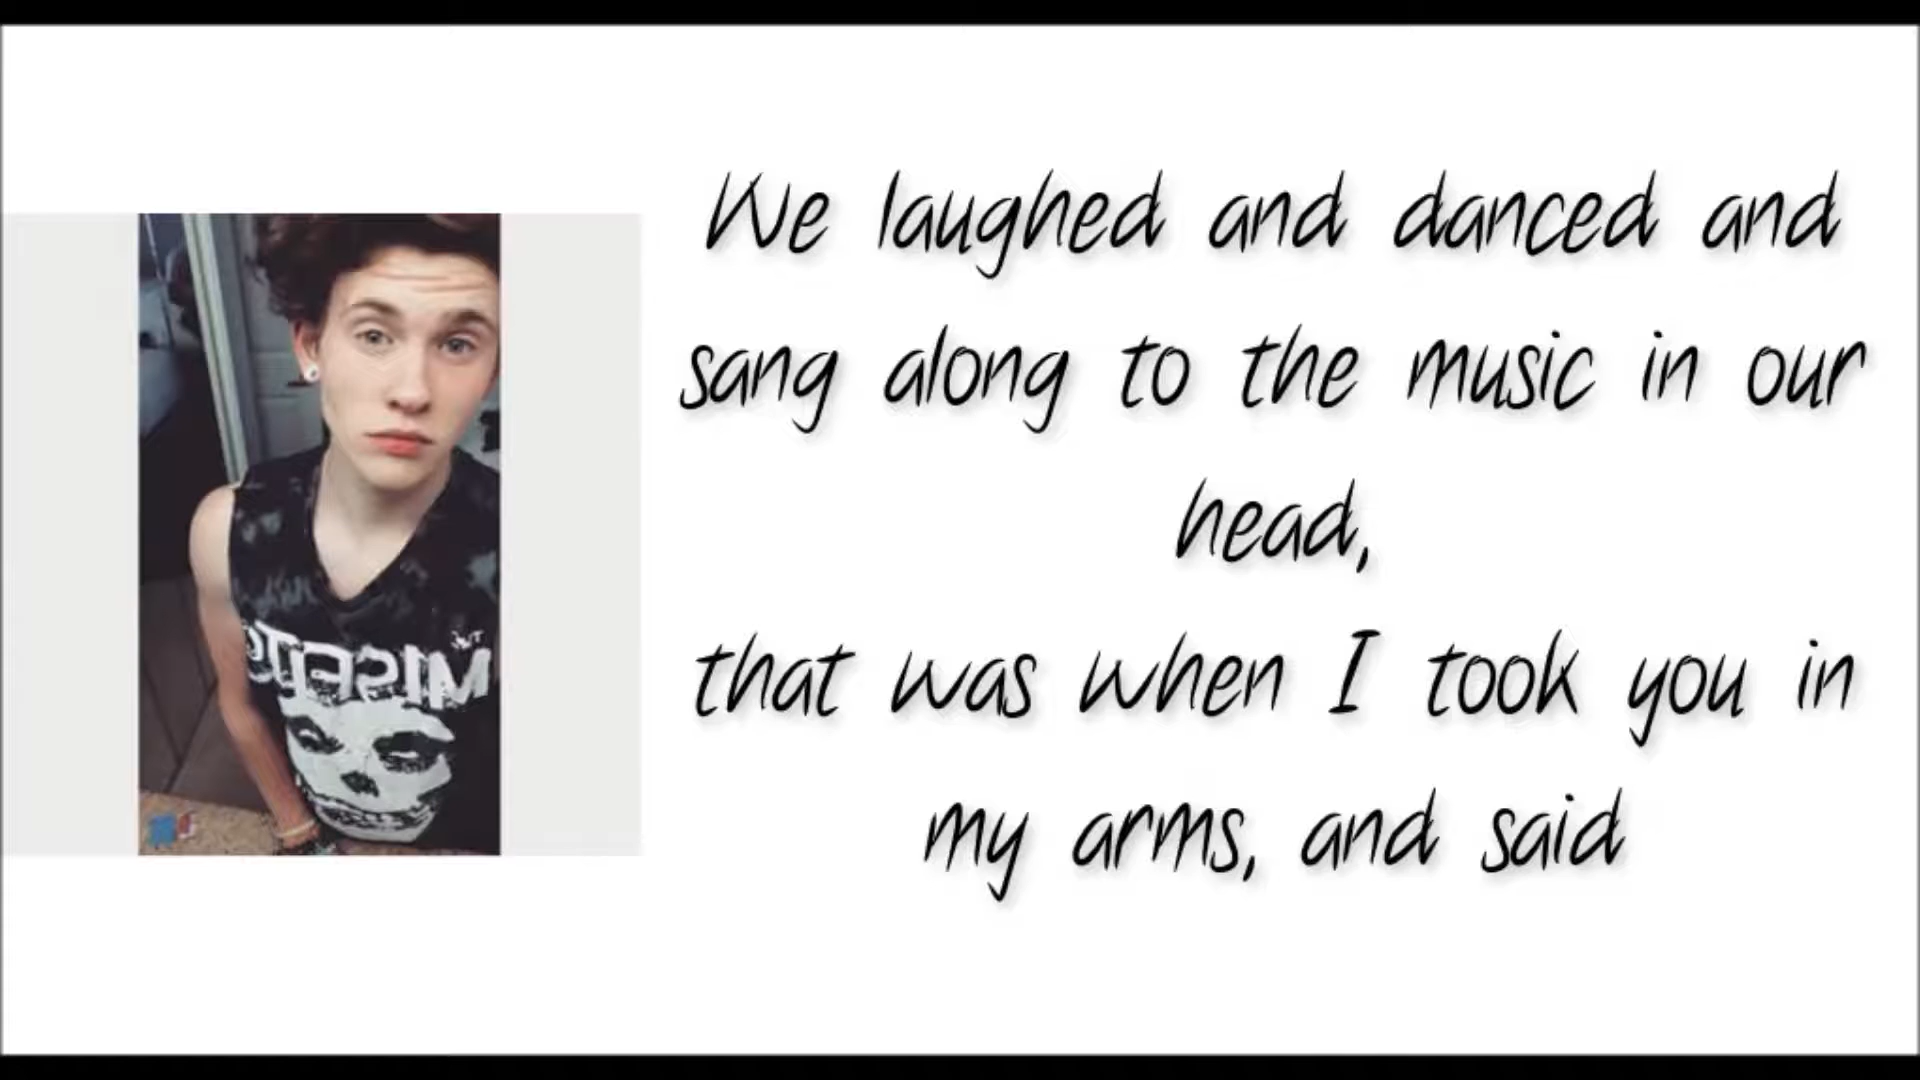 We laughed and danced and
sang along to the music in our
head,
that was when I took you in
my arms, and said
MISFITS